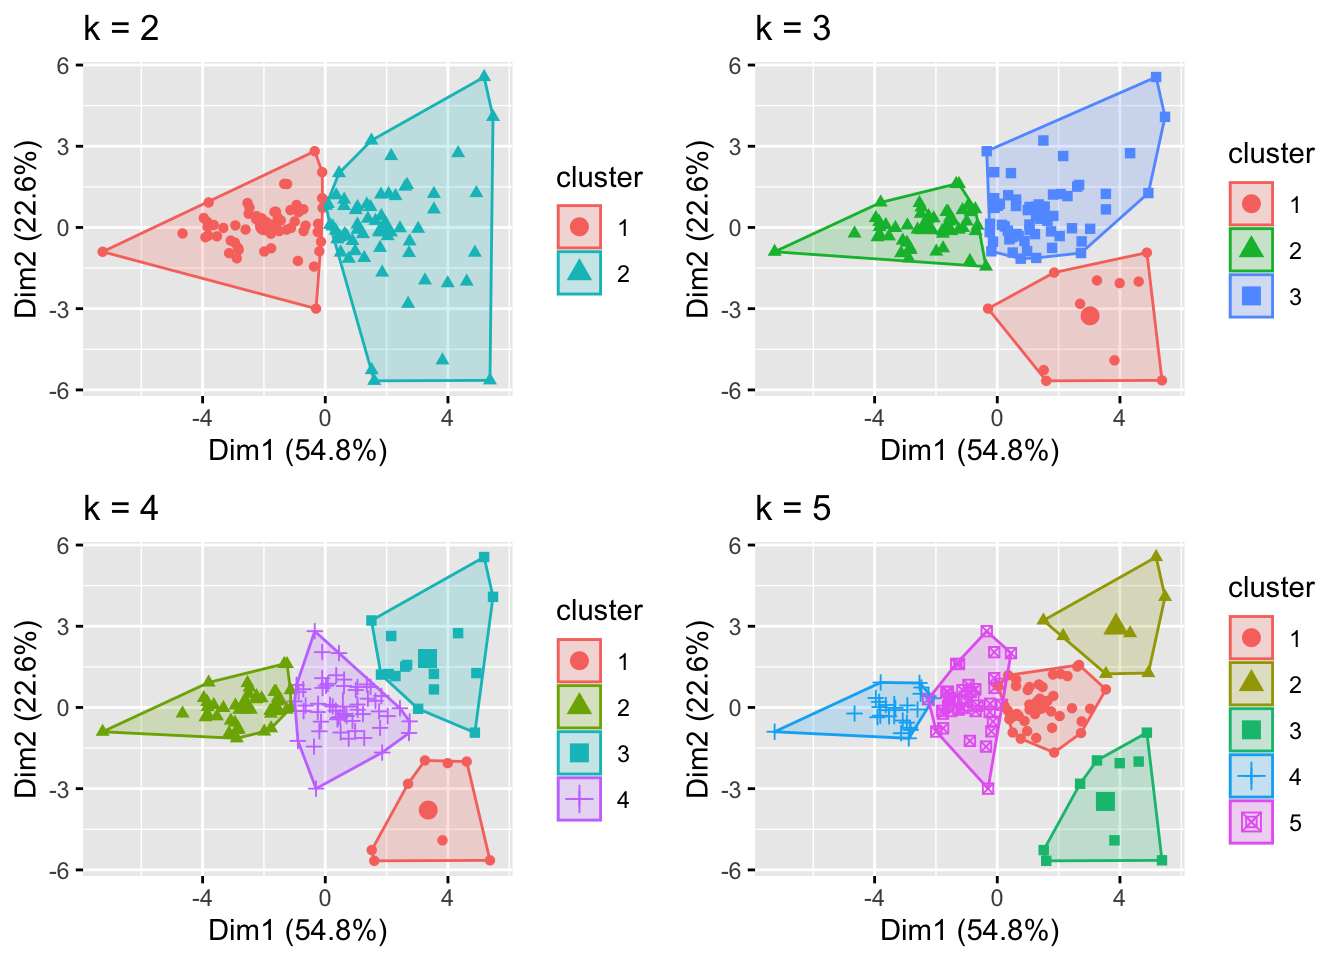 k = 2
6
3
0
-3
-6
Dim2 (22.6%)
-4 0 4
Dim1 (54.8%)
cluster
1
2
k = 3
6
3
0
-3
-6
Dim2 (22.6%)
-4 0 4
Dim1 (54.8%)
cluster
1
2
3
k = 4
6
3
0
-3
-6
Dim2 (22.6%)
-4 0 4
Dim1 (54.8%)
cluster
1
2
3
4
k = 5
6
3
0
-3
-6
Dim2 (22.6%)
-4 0 4
Dim1 (54.8%)
cluster
1
2
3
4
5